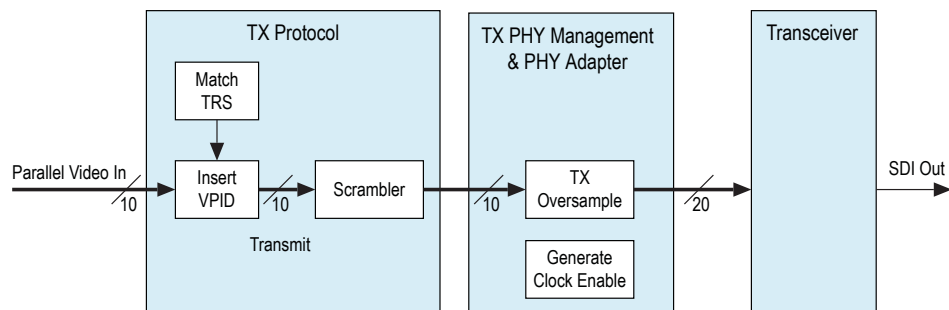 TX Protocol
TX PHY Management
& PHY Adapter
Transceiver
Match
TRS
Parallel Video In
10
Insert
VPID
10
Scrambler
10
TX
Oversample
20
SDI Out
Transmit
Generate
Clock Enable